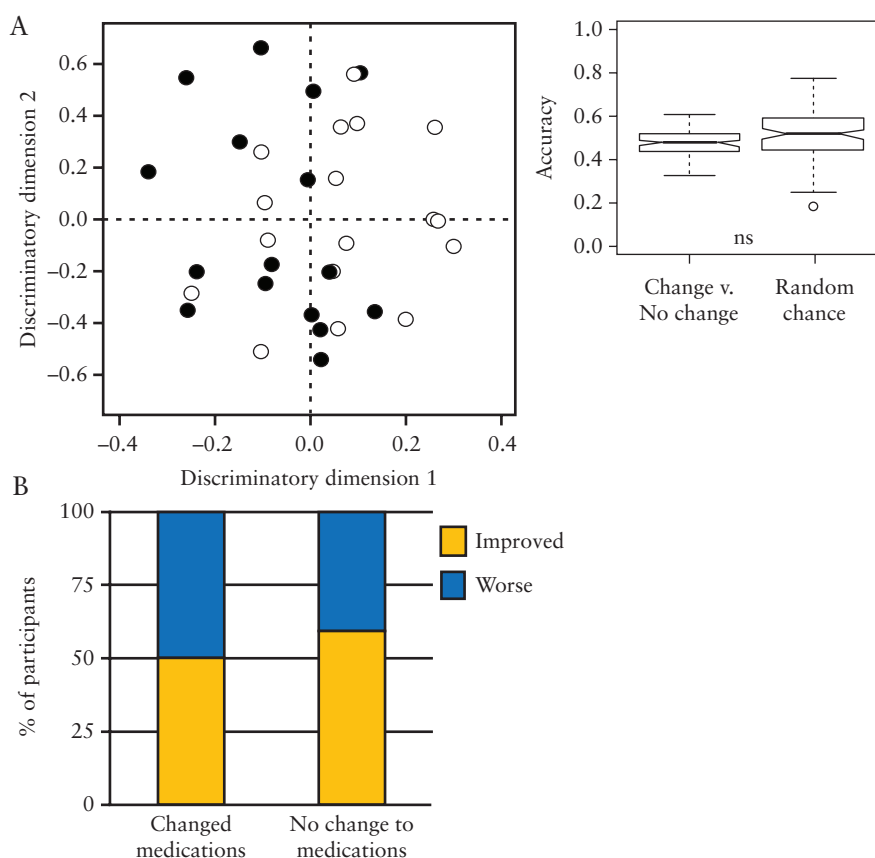 A
Discriminatory dimension 2
0.6
0.4
0.2
0.0
−0.2
−0.4
−0.6
−0.4
−0.2
0.0
0.2
0.4
Discriminatory dimension 1
Accuracy
1.0
0.8
0.6
0.4
0.2
0.0
ns
Change v.
No change
Random
chance
B
% of participants
100
75
50
25
0
Changed
medications
No change to
medications
Improved
Worse